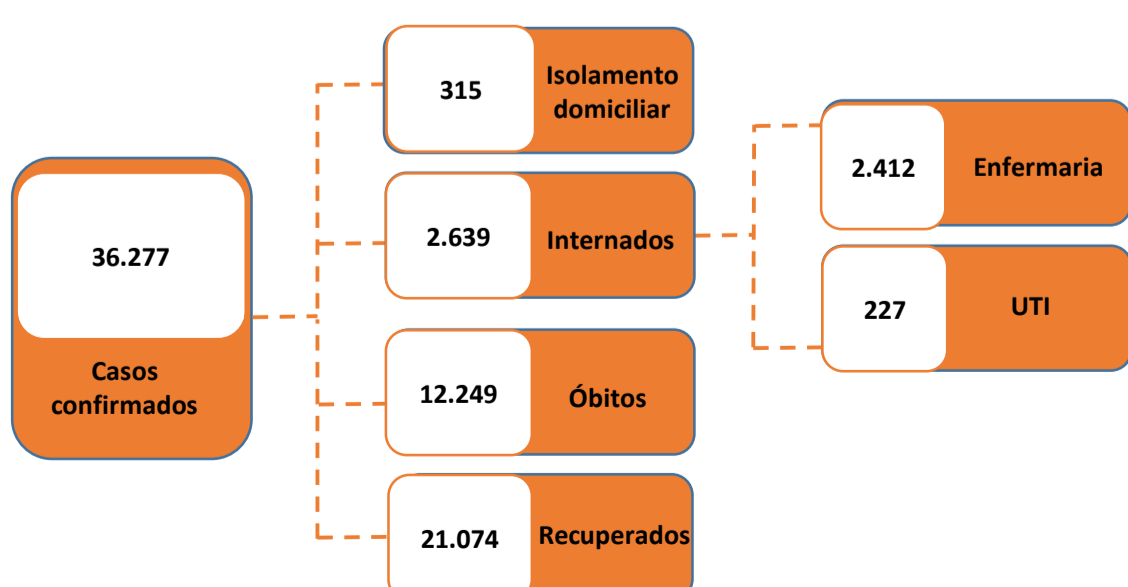 36.277
Casos
confirmados
315
Isolamento
domiciliar
2.639
Internados
12.249
Óbitos
21.074
Recuperados
2.412
Enfermaria
227
UTI